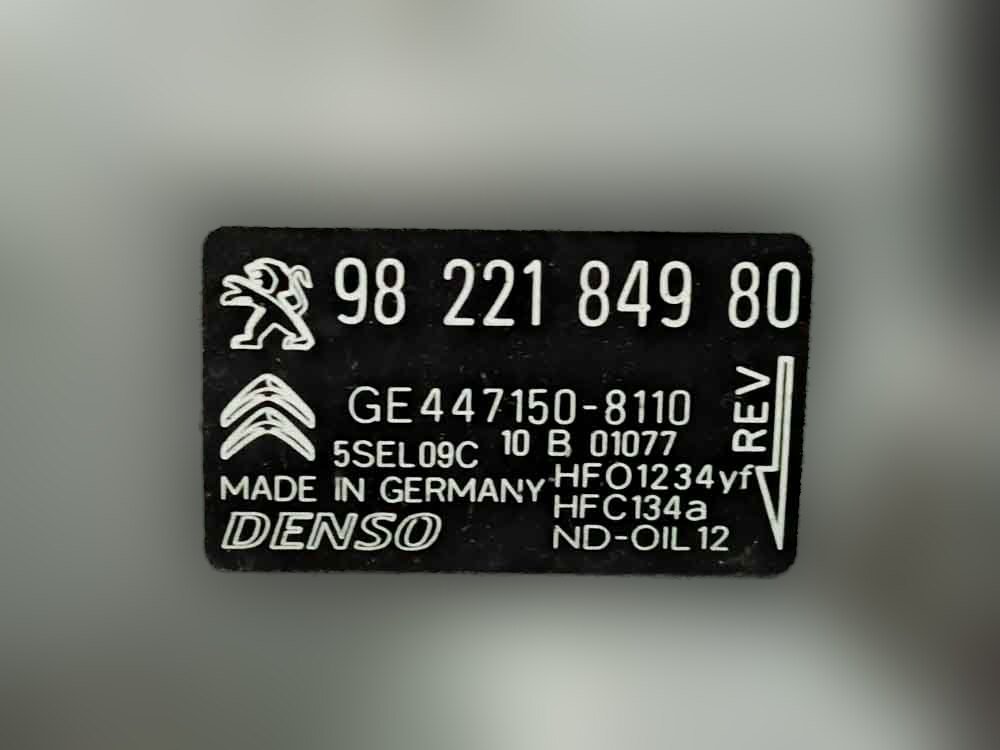 98 221 849 80
GE447150-8110
5SEL09C 10 B 01077
MADE IN GERMANY HFO1234yf
HFC134a
DENSO ND-OIL12
REV